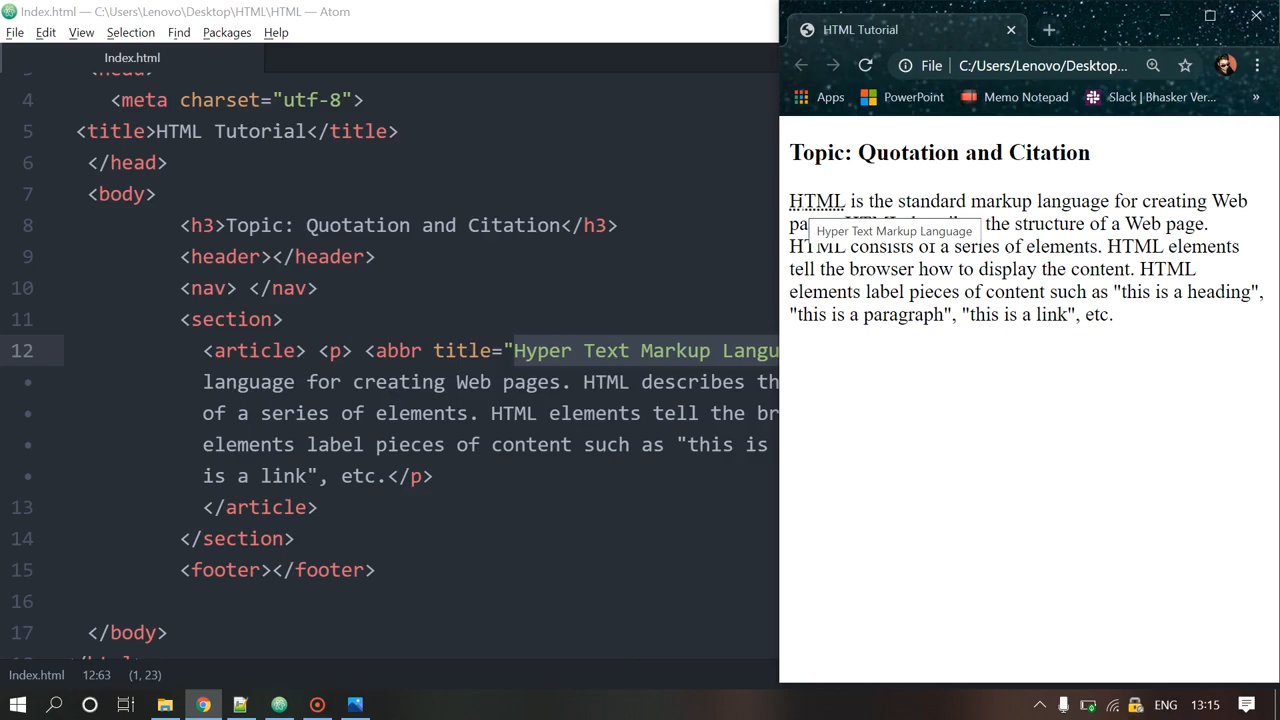 Index.html — C:\Users\Lenovo\Desktop\HTML\HTML — Atom
File Edit View Selection Find Packages Help
Index.html
4 <meta charset="utf-8">
5 <title>HTML Tutorial</title>
6 </head>
7 <body>
8 <h3>Topic: Quotation and Citation</h3>
9 <header></header>
10 <nav> </nav>
11 <section>
12 <article> <p> <abbr title="Hyper Text Markup Langu
language for creating Web pages. HTML describes th
of a series of elements. HTML elements tell the br
elements label pieces of content such as "this is
is a link", etc.</p>
13 </article>
14 </section>
15 <footer></footer>
16
17 </body>
Index.html 12:63 (1, 23)
HTML Tutorial
File C:/Users/Lenovo/Desktop...
Apps PowerPoint Memo Notepad Slack | Bhasker Ver... »
Topic: Quotation and Citation
HTML is the standard markup language for creating Web
the structure of a Web page.
Hyper Text Markup Language
HTML consists of a series of elements. HTML elements
tell the browser how to display the content. HTML
elements label pieces of content such as "this is a heading",
"this is a paragraph", "this is a link", etc.
ENG 13:15